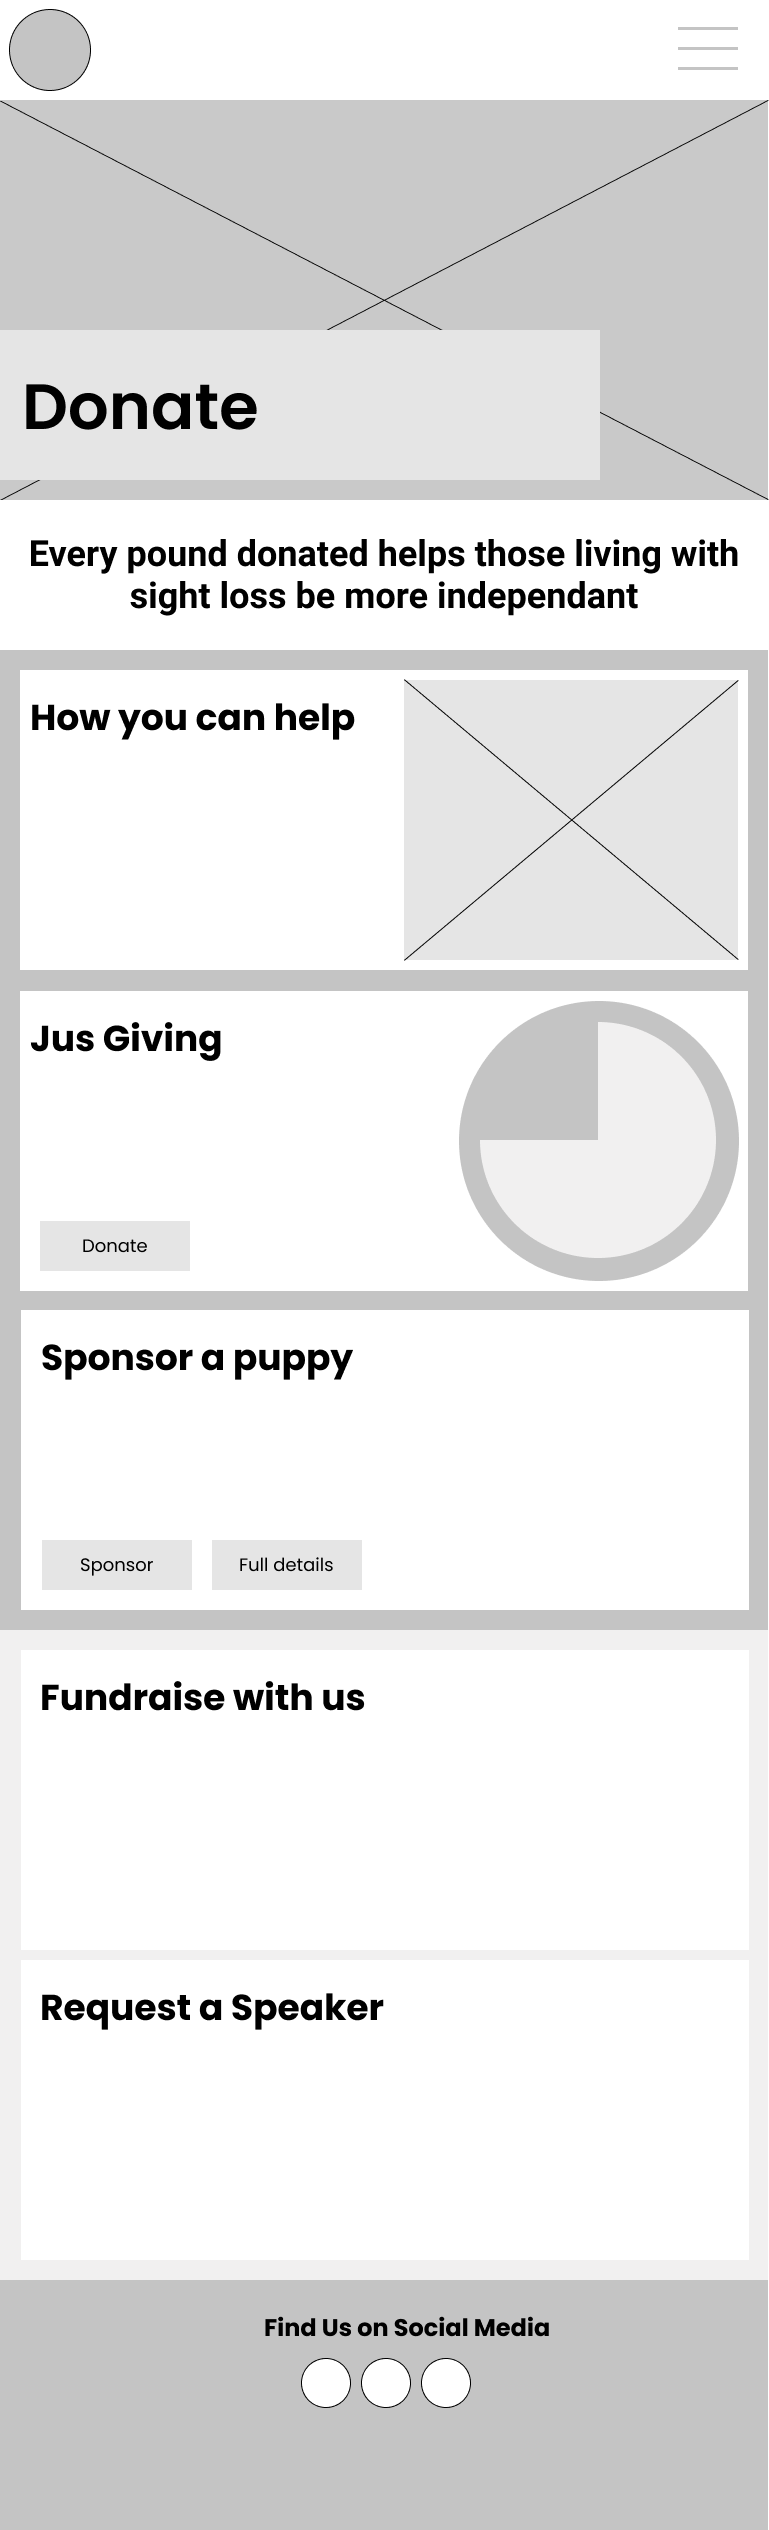 Donate
Every pound donated helps those living with
sight loss be more independant
How you can help
Jus Giving
Donate
Sponsor a puppy
Sponsor
Full details
Fundraise with us
Request a Speaker
Find Us on Social Media